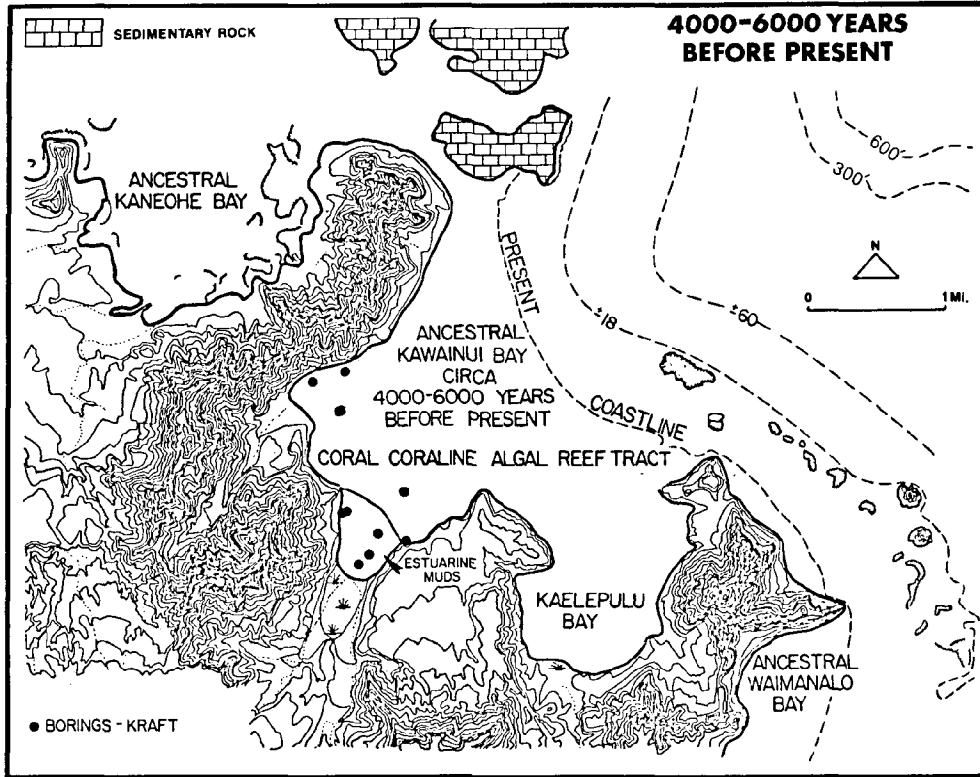 SEDIMENTARY ROCK
4000-6000 YEARS
BEFORE PRESENT
600'
300'
ANCESTRAL
KANEOHE BAY
N
0 1 MI.
PRESENT
COASTLINE
±18
±60
ANCESTRAL
KAWAINUI BAY
CIRCA
4000-6000 YEARS
BEFORE PRESENT
CORAL CORALINE ALGAL REEF TRACT
ESTUARINE
MUDS
KAELEPULU
BAY
ANCESTRAL
WAIMANALO
BAY
BORINGS - KRAFT